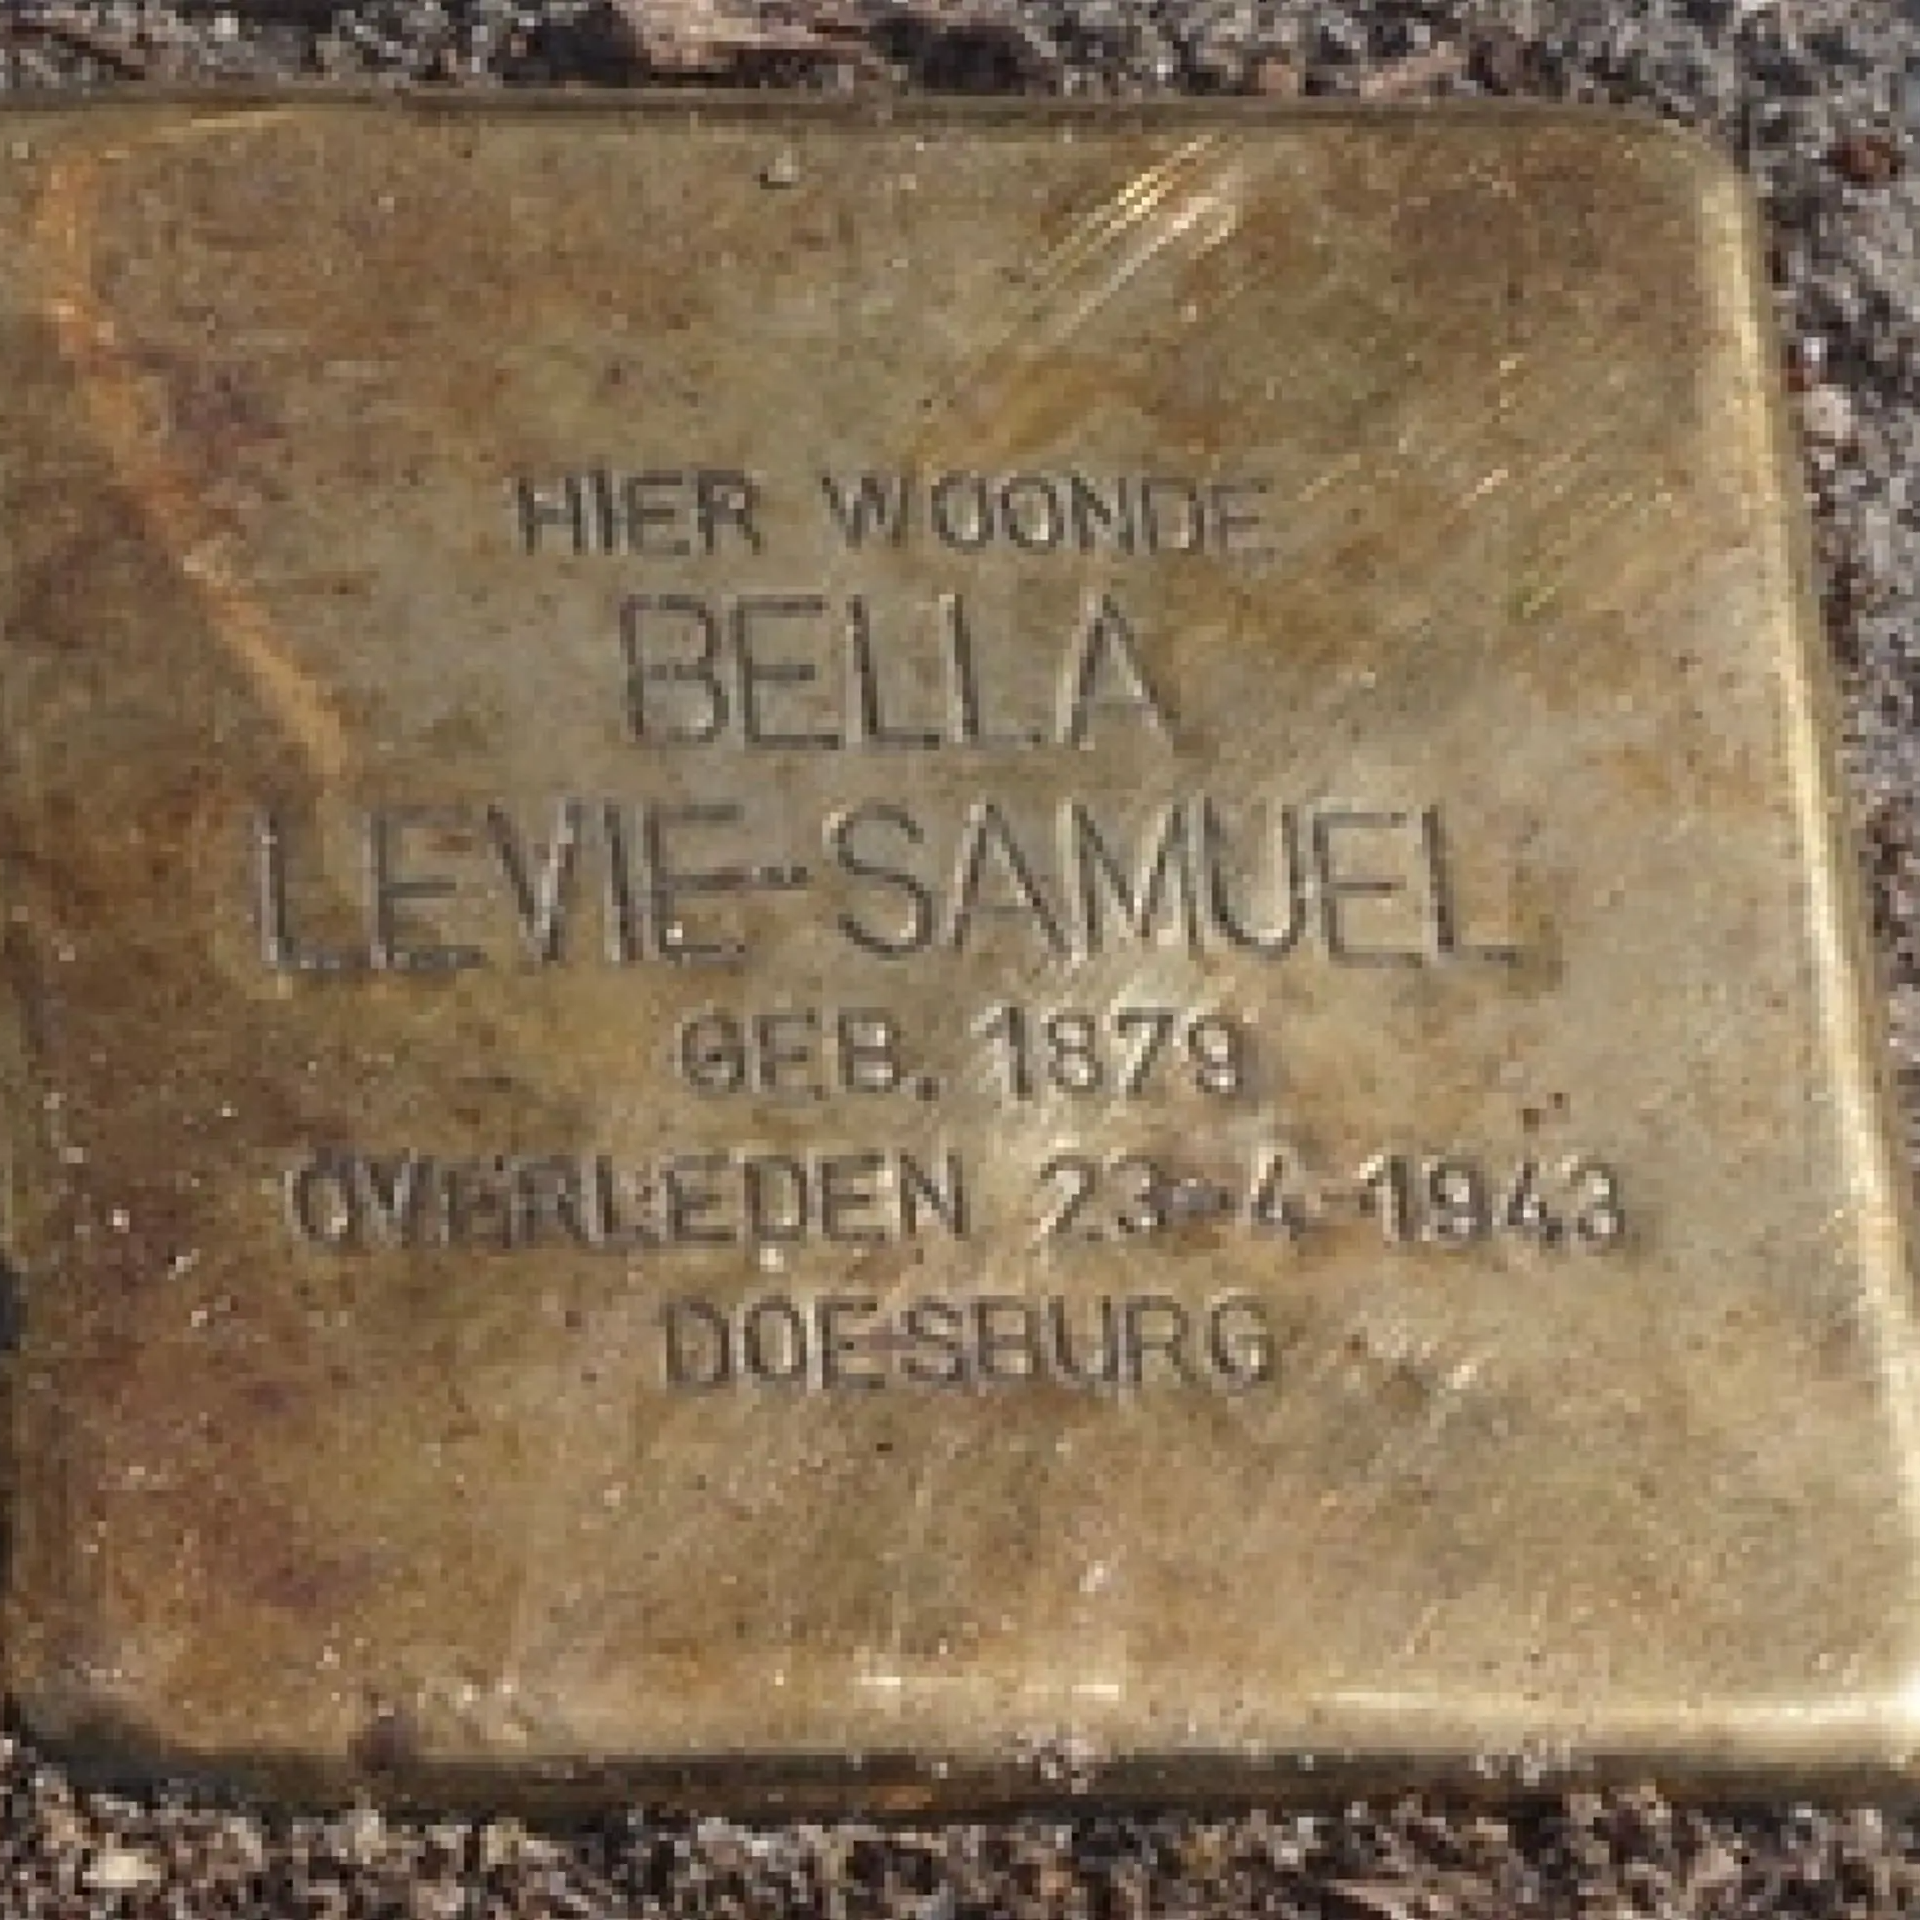 HIER WOONDE
BELLA
LEVIE-SAMUEL
GEB. 1879
OVERLEDEN 23-4-1943
DOESBURG